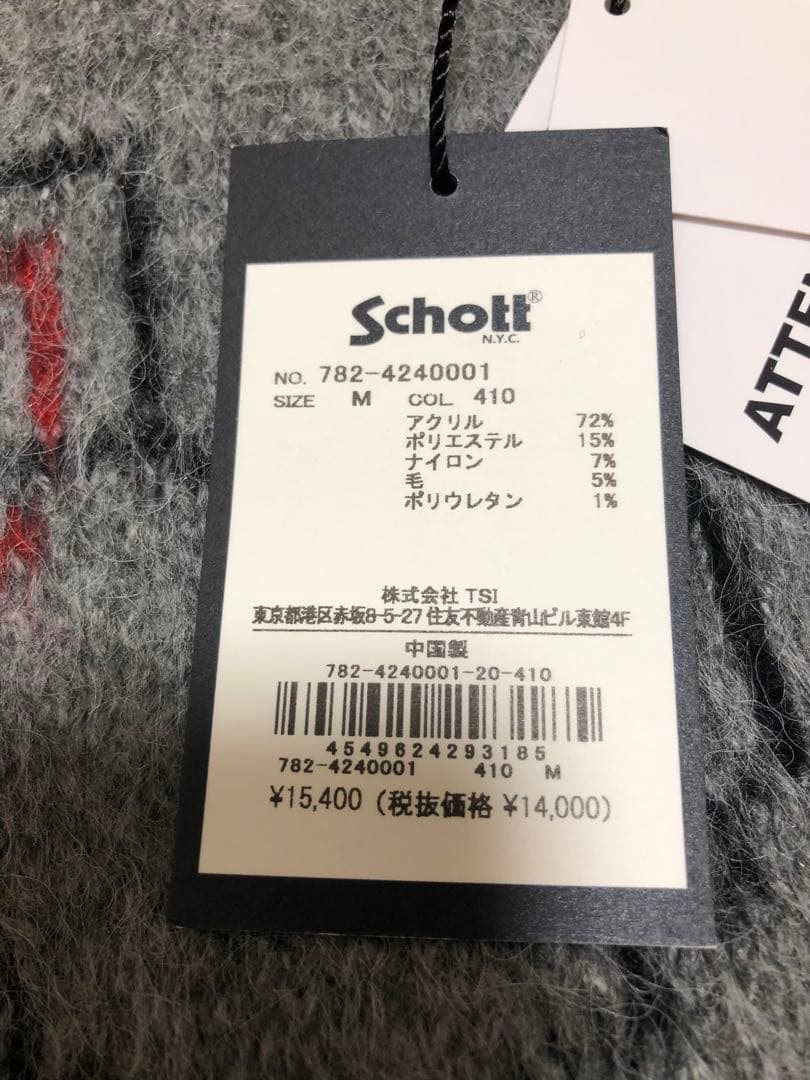 Schott®
N.Y.C.
NO. 782-4240001
SIZE M COL 410
アクリル 72%
ポリエステル 15%
ナイロン 7%
毛 5%
ポリウレタン 1%
株式会社 TSI
東京都港区赤坂8-5-27 住友不動産青山ビル東館4F
中国製
782-4240001-20-410
4549624293185
782-4240001 410 M
¥15,400 (税抜価格 ¥14,000)